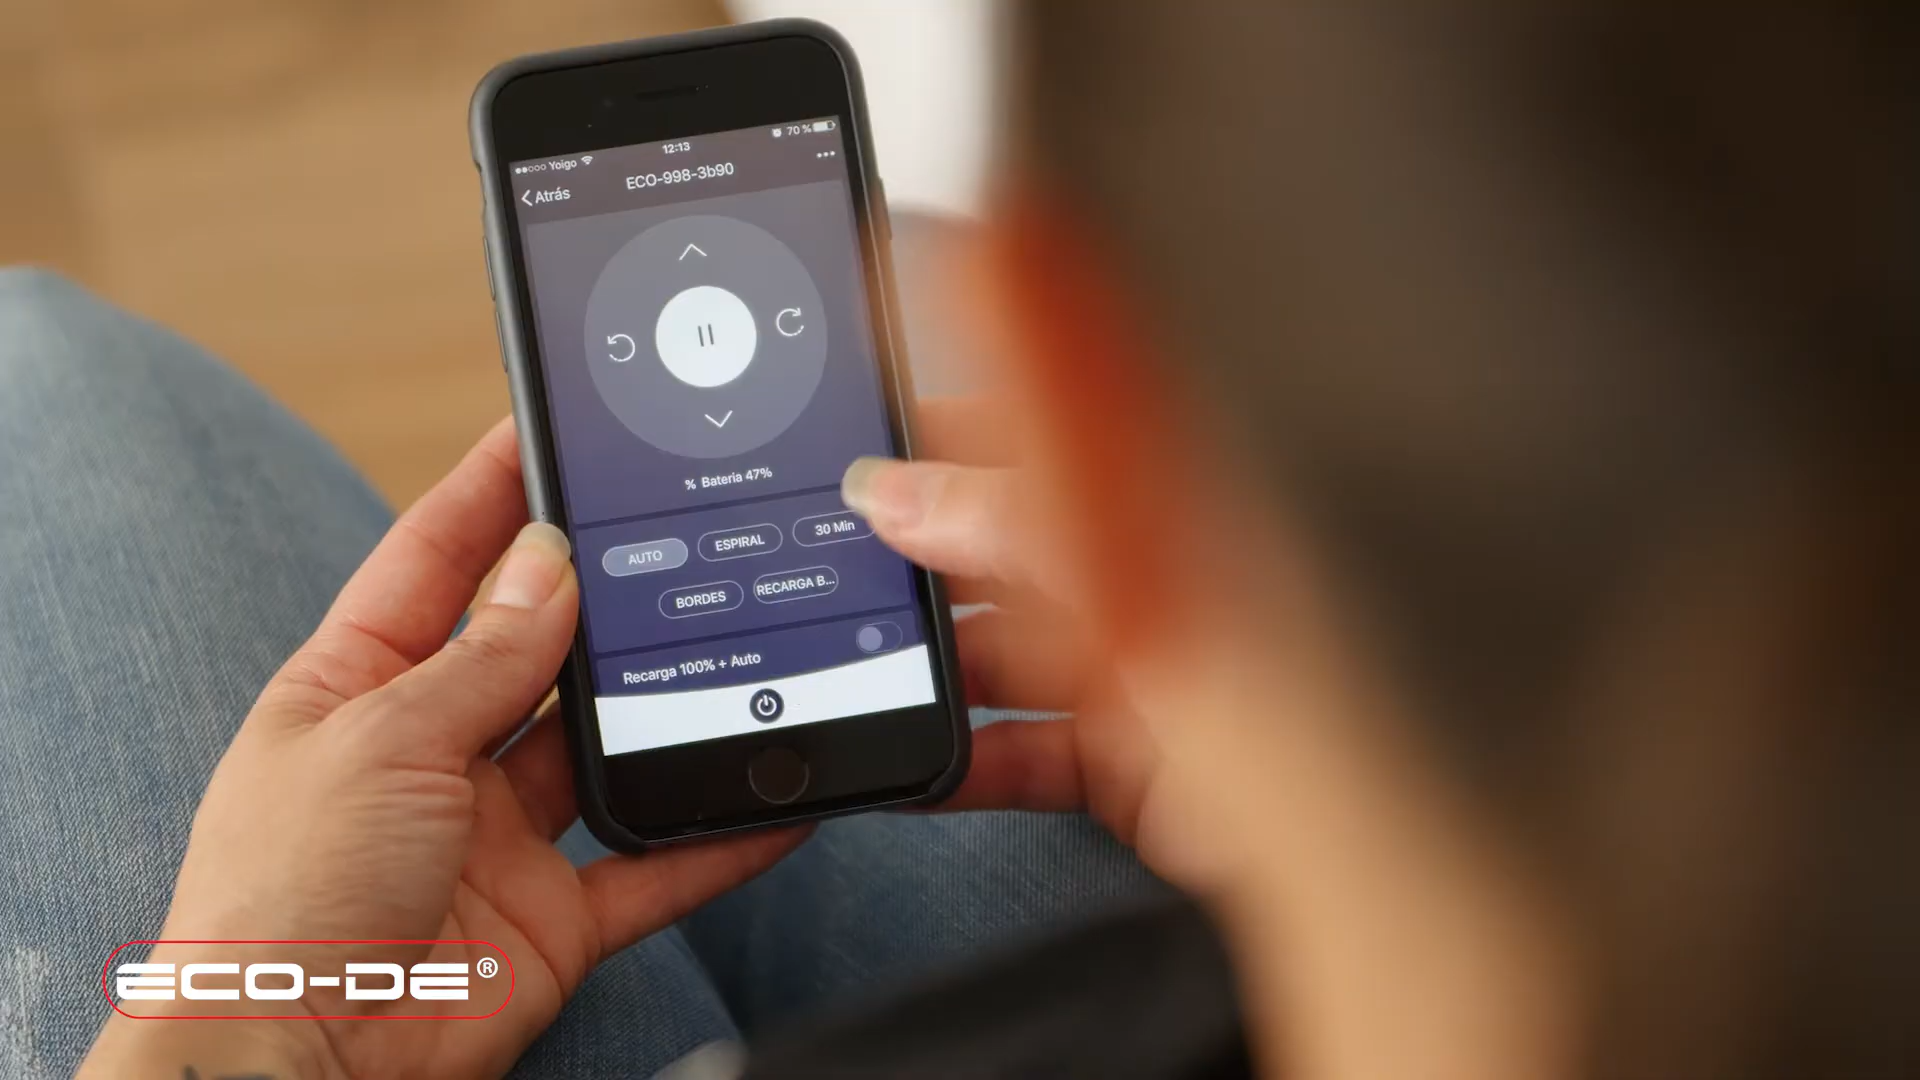 Yoigo 12:13 70 %
Atrás ECO-998-3b90
% Bateria 47%
AUTO ESPIRAL 30 Min
BORDES RECARGA B...
Recarga 100% + Auto
ECO-DE®